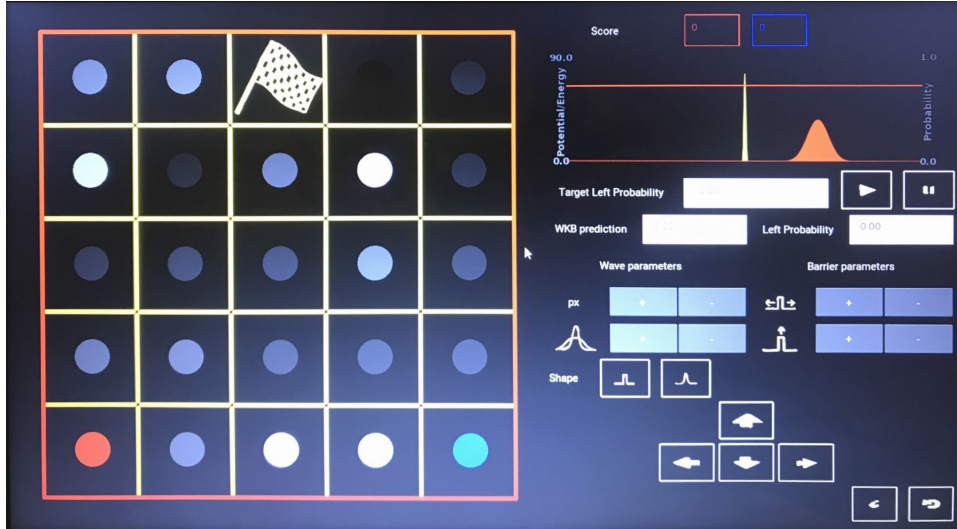 Score 0 0
90.0 1.0
Potential/Energy
Probability
0.0 0.0
Target Left Probability
WKB prediction Left Probability 0.00
Wave parameters Barrier parameters
px + - + -
+ - + -
Shape